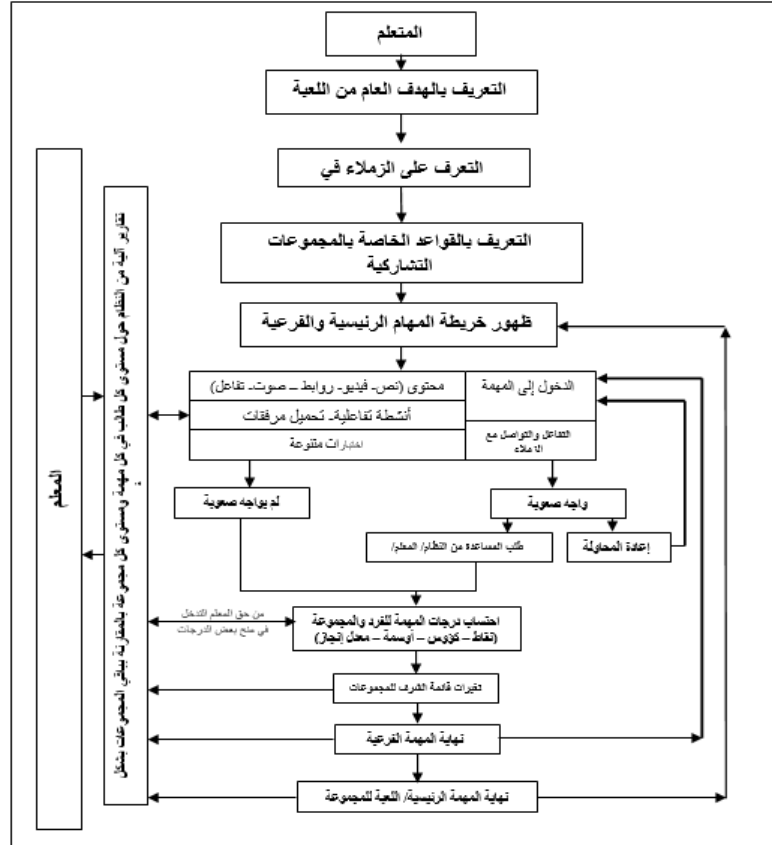 المتعلم
التعريف بالهدف العام من اللعبة
التعرف على الزملاء في
التعريف بالقواعد الخاصة بالمجموعات
التشاركية
ظهور خريطة المهام الرئيسية والفرعية
الدخول إلى المهمة
التفاعل والتواصل مع
الزملاء
محتوى (نص- فيديو- روابط – صوت- تفاعل)
أنشطة تفاعلية- تحميل مرفقات
اختبارات متنوعة
واجه صعوبة
لم يواجه صعوبة
إعادة المحاولة
طلب المساعدة من النظام/ المعلم/
احتساب درجات المهمة للفرد والمجموعة
(نقاط – كؤوس – أوسمة – معدل إنجاز)
من حق المعلم التدخل
في منح بعض الدرجات
تغيرات قائمة الشرف للمجموعات
نهاية المهمة الفرعية
نهاية المهمة الرئيسية/ اللعبة للمجموعة
تقارير آلية من النظام حول مستوى كل طالب في كل مهمة ومستوى كل مجموعة بالمقارنة بباقي المجموعات بشكل
المعلم